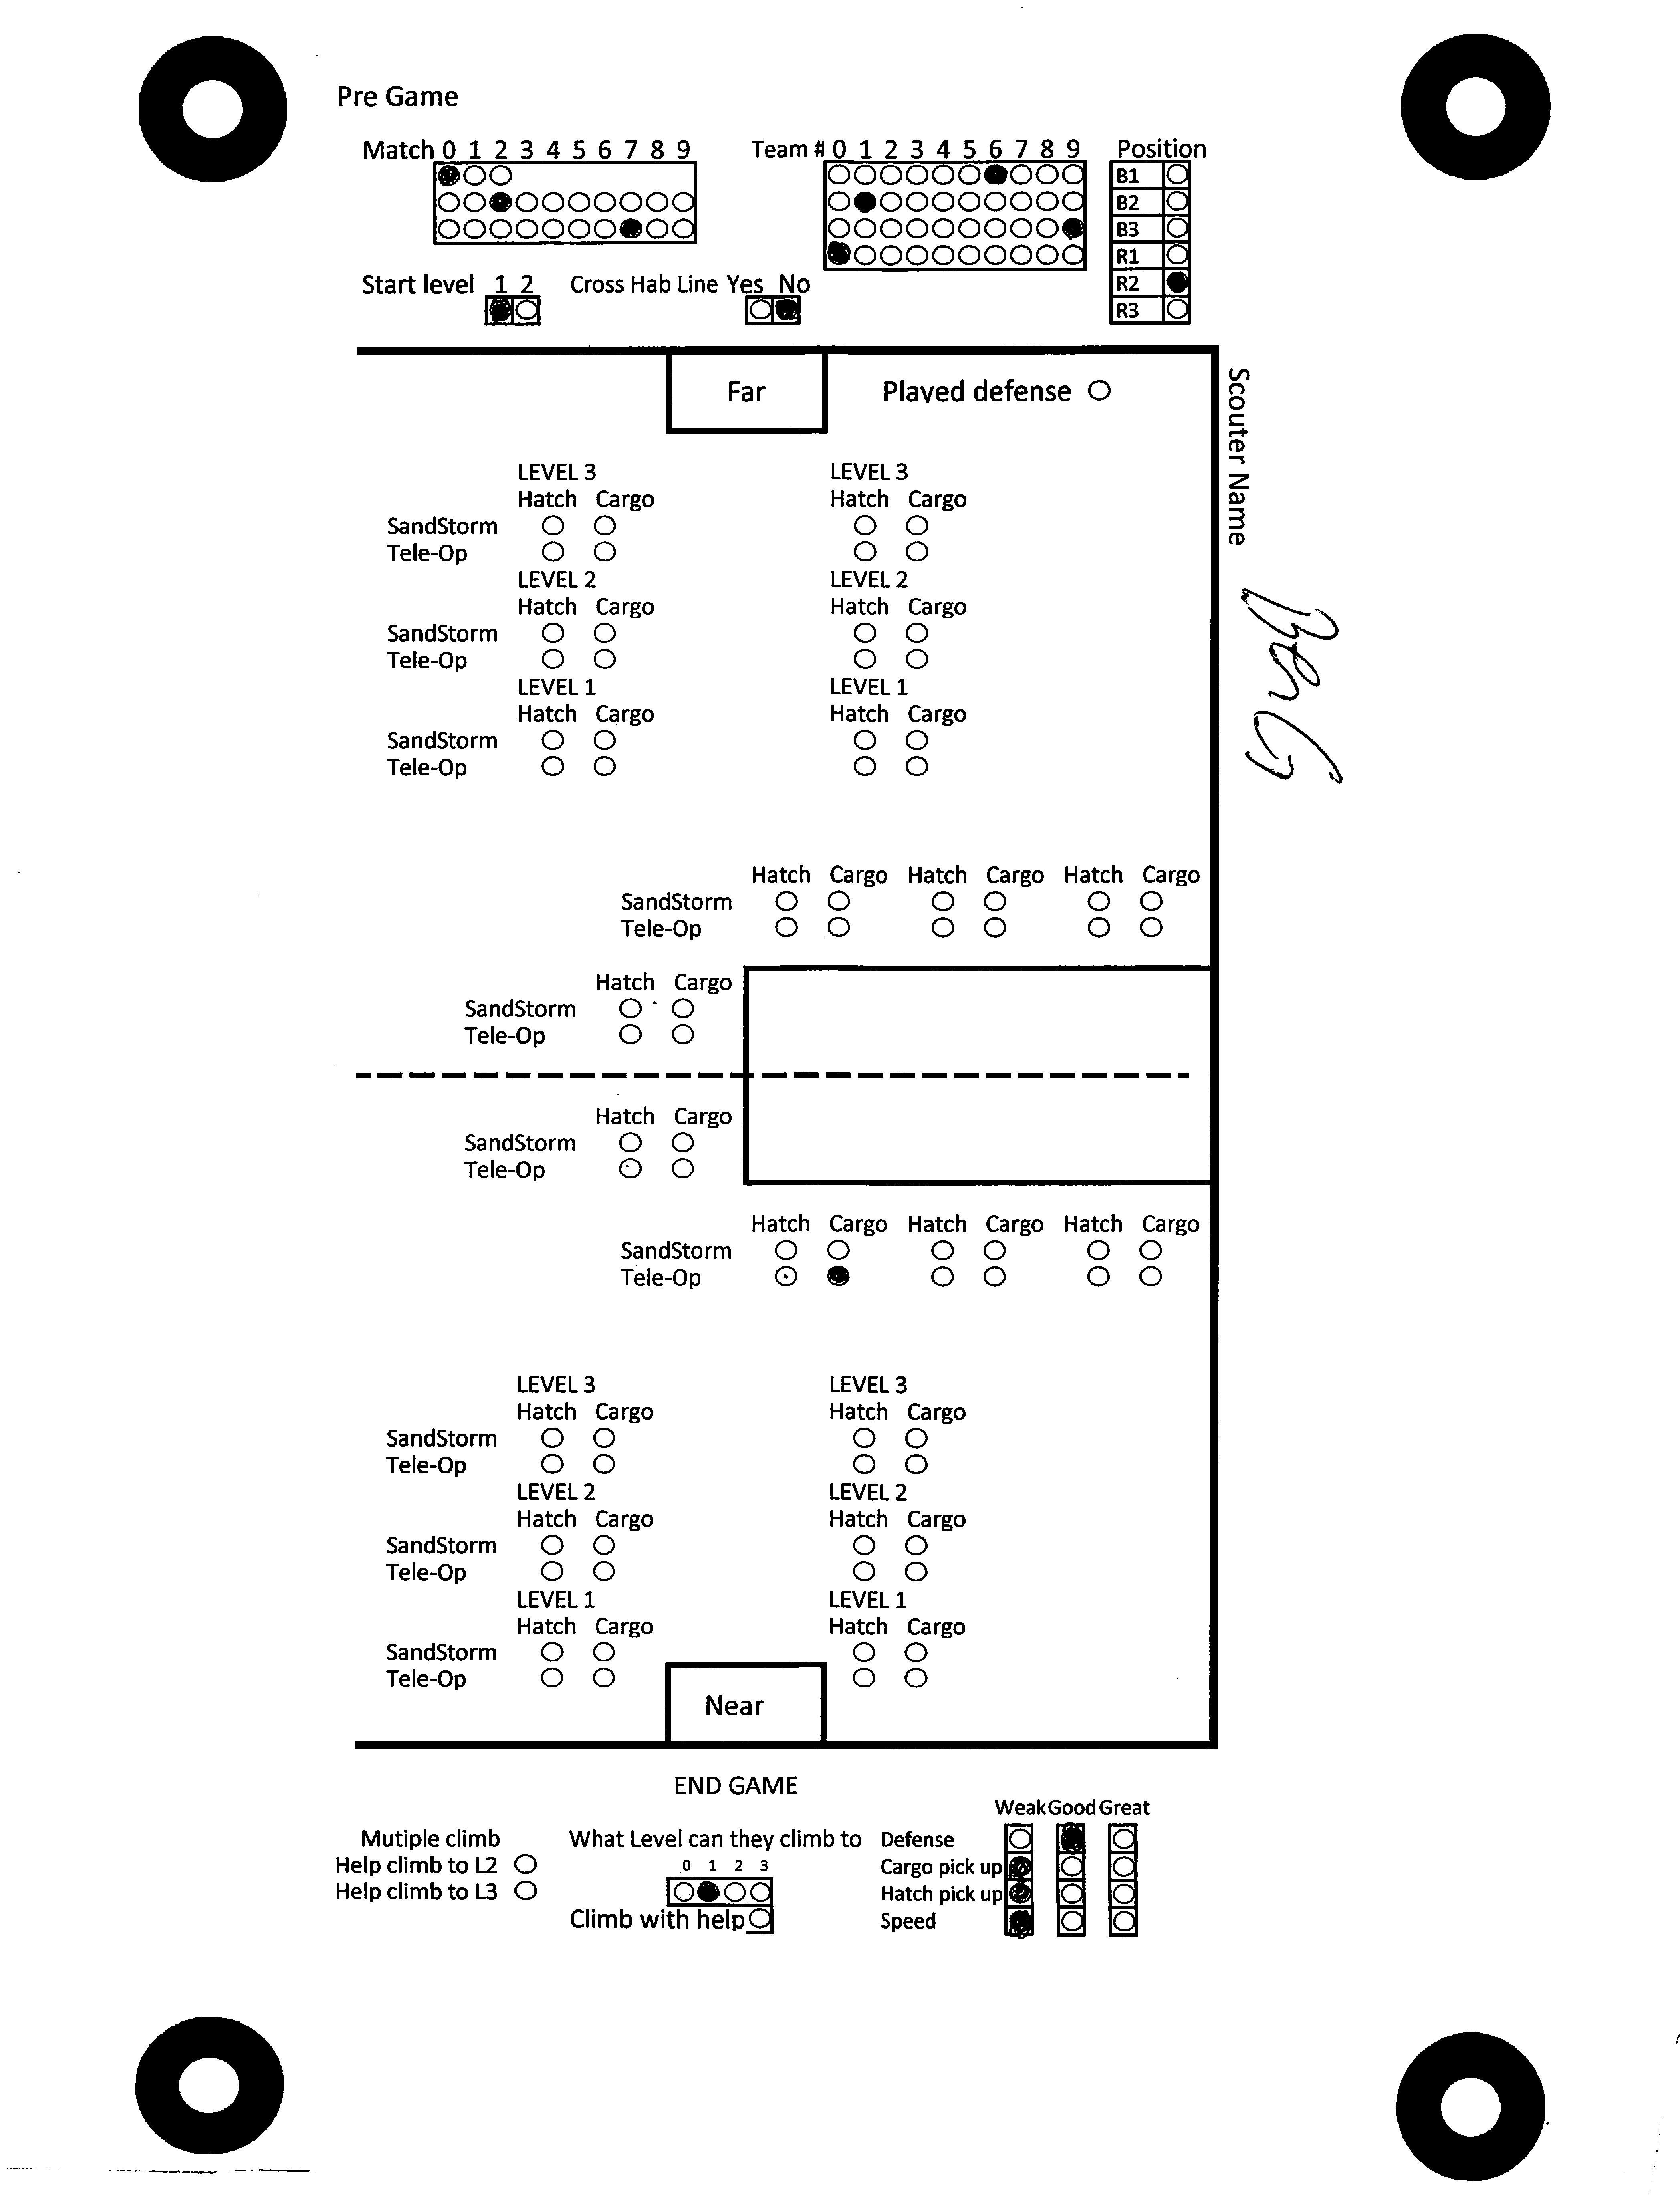 Pre Game
Match 0 1 2 3 4 5 6 7 8 9
Team # 0 1 2 3 4 5 6 7 8 9
Position
B1
B2
B3
R1
R2
R3
Start level 1 2
Cross Hab Line Yes No
Far
Played defense
Scouter Name
Ben G
LEVEL 3 LEVEL 3
Hatch Cargo Hatch Cargo
SandStorm
Tele-Op
LEVEL 2 LEVEL 2
Hatch Cargo Hatch Cargo
SandStorm
Tele-Op
LEVEL 1 LEVEL 1
Hatch Cargo Hatch Cargo
SandStorm
Tele-Op
Hatch Cargo Hatch Cargo Hatch Cargo
SandStorm
Tele-Op
Hatch Cargo
SandStorm
Tele-Op
Hatch Cargo
SandStorm
Tele-Op
Hatch Cargo Hatch Cargo Hatch Cargo
SandStorm
Tele-Op
LEVEL 3 LEVEL 3
Hatch Cargo Hatch Cargo
SandStorm
Tele-Op
LEVEL 2 LEVEL 2
Hatch Cargo Hatch Cargo
SandStorm
Tele-Op
LEVEL 1 LEVEL 1
Hatch Cargo Hatch Cargo
SandStorm
Tele-Op
Near
END GAME
Mutiple climb
Help climb to L2
Help climb to L3
What Level can they climb to
0 1 2 3
Climb with help
Weak Good Great
Defense
Cargo pick up
Hatch pick up
Speed